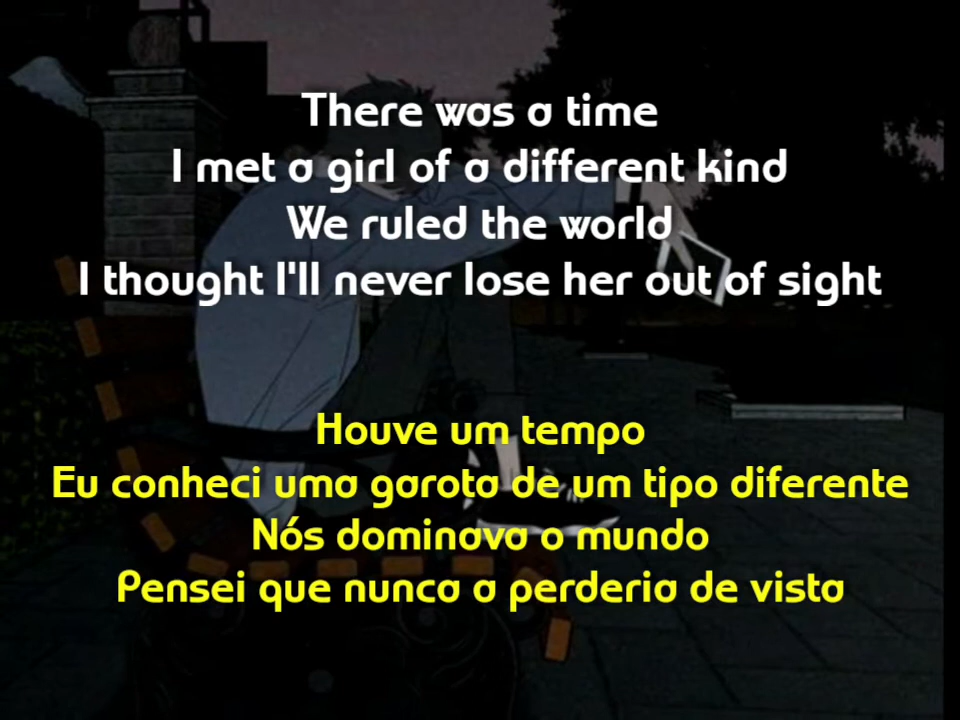 There was a time
I met a girl of a different kind
We ruled the world
I thought I'll never lose her out of sight
Houve um tempo
Eu conheci uma garota de um tipo diferente
Nós dominava o mundo
Pensei que nunca a perderia de vista